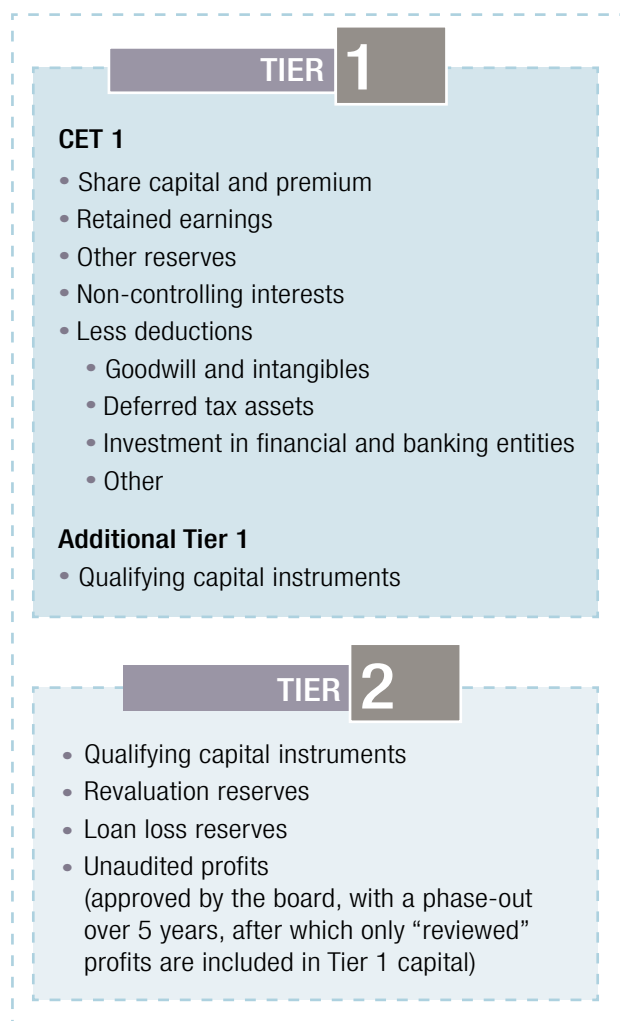 TIER 1
CET 1
• Share capital and premium
• Retained earnings
• Other reserves
• Non-controlling interests
• Less deductions
• Goodwill and intangibles
• Deferred tax assets
• Investment in financial and banking entities
• Other
Additional Tier 1
• Qualifying capital instruments
TIER 2
• Qualifying capital instruments
• Revaluation reserves
• Loan loss reserves
• Unaudited profits
(approved by the board, with a phase-out
over 5 years, after which only “reviewed”
profits are included in Tier 1 capital)